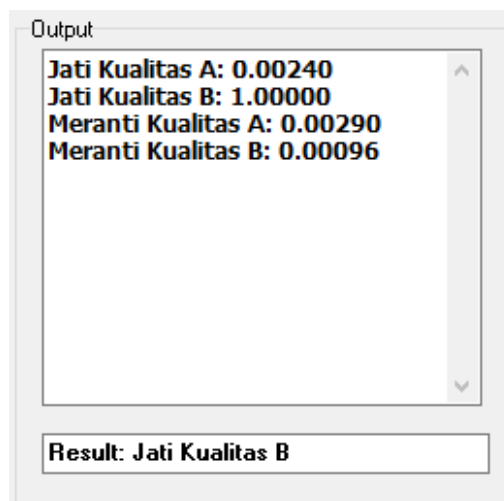 Output
Jati Kualitas A: 0.00240
Jati Kualitas B: 1.00000
Meranti Kualitas A: 0.00290
Meranti Kualitas B: 0.00096
Result: Jati Kualitas B